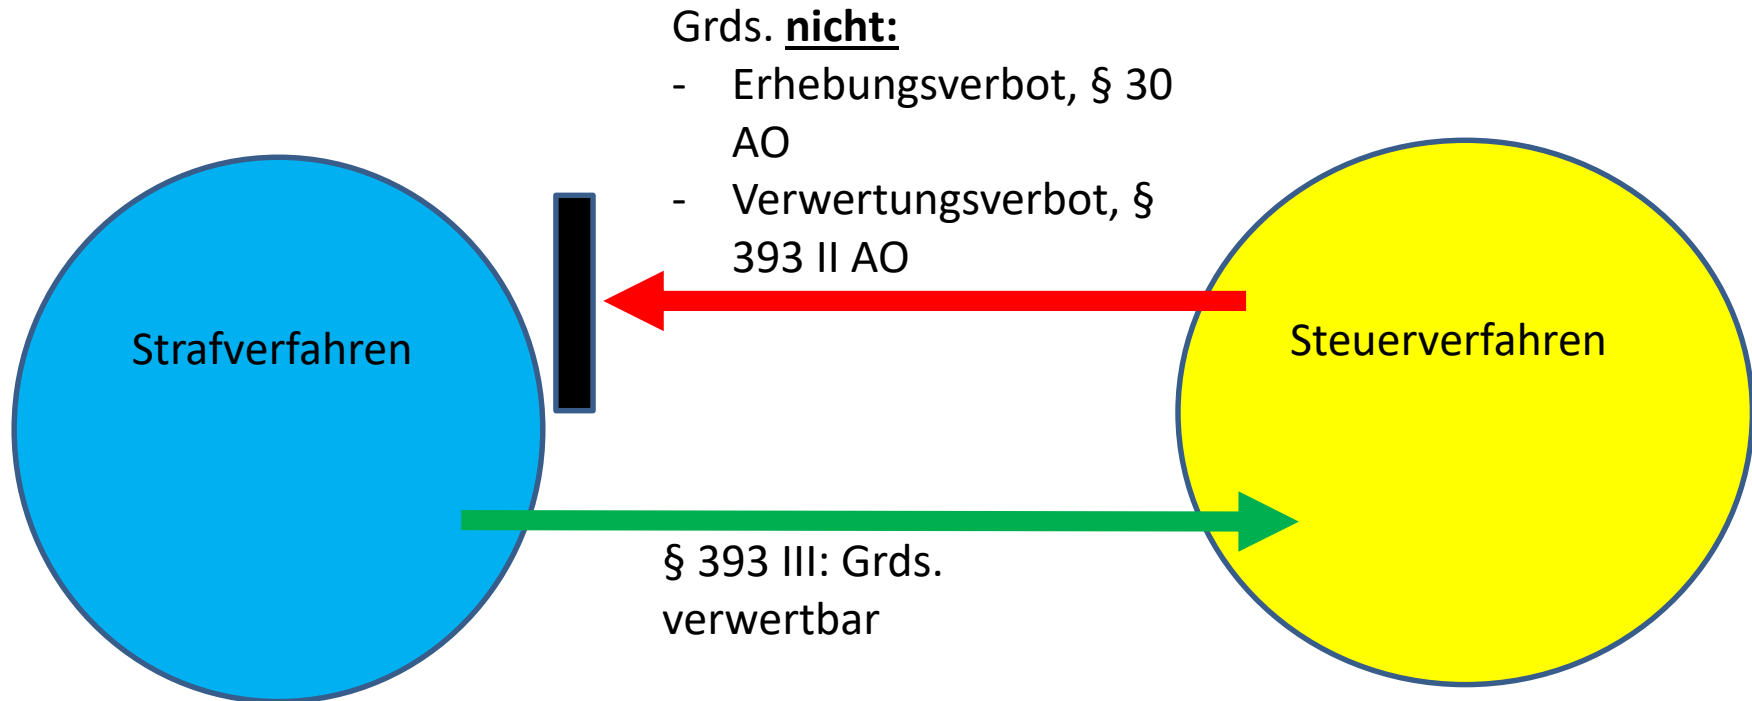 Grds. nicht:
- Erhebungsverbot, § 30
AO
- Verwertungsverbot, §
393 II AO
Strafverfahren
Steuerverfahren
§ 393 III: Grds.
verwertbar